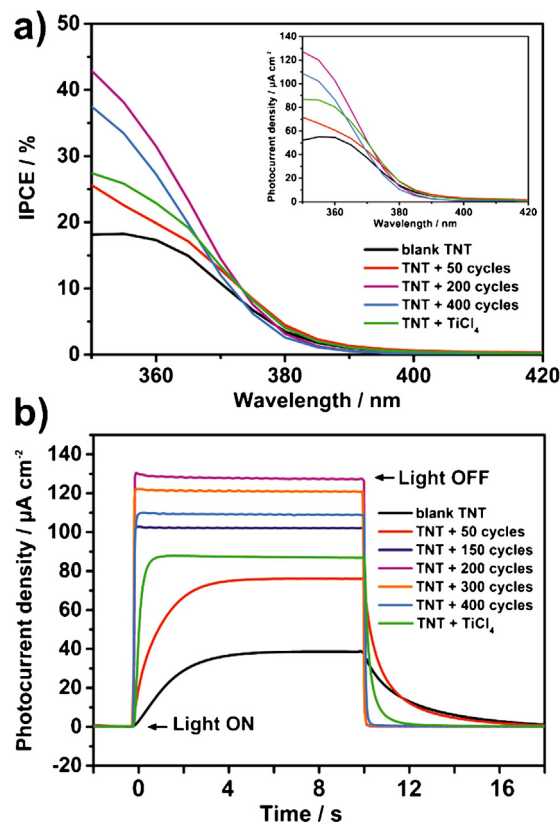 a)
50
40
30
20
10
0
IPCE / %
360
380
400
420
Wavelength / nm
140
120
100
80
60
40
20
0
Photocurrent density / µA cm-2
360
380
400
420
Wavelength / nm
blank TNT
TNT + 50 cycles
TNT + 200 cycles
TNT + 400 cycles
TNT + TiCl4
b)
140
120
100
80
60
40
20
0
-20
Photocurrent density / µA cm-2
Light OFF
blank TNT
TNT + 50 cycles
TNT + 150 cycles
TNT + 200 cycles
TNT + 300 cycles
TNT + 400 cycles
TNT + TiCl4
Light ON
0
4
8
12
16
Time / s